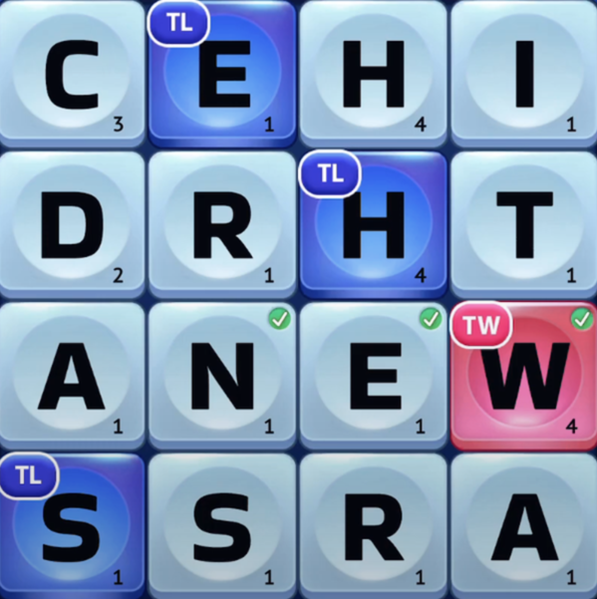 TL
C 3 E 1 H 4 I 1
TL
D 2 R 1 H 4 T 1
TW
A 1 N 1 E 1 W 4
TL
S 1 S 1 R 1 A 1